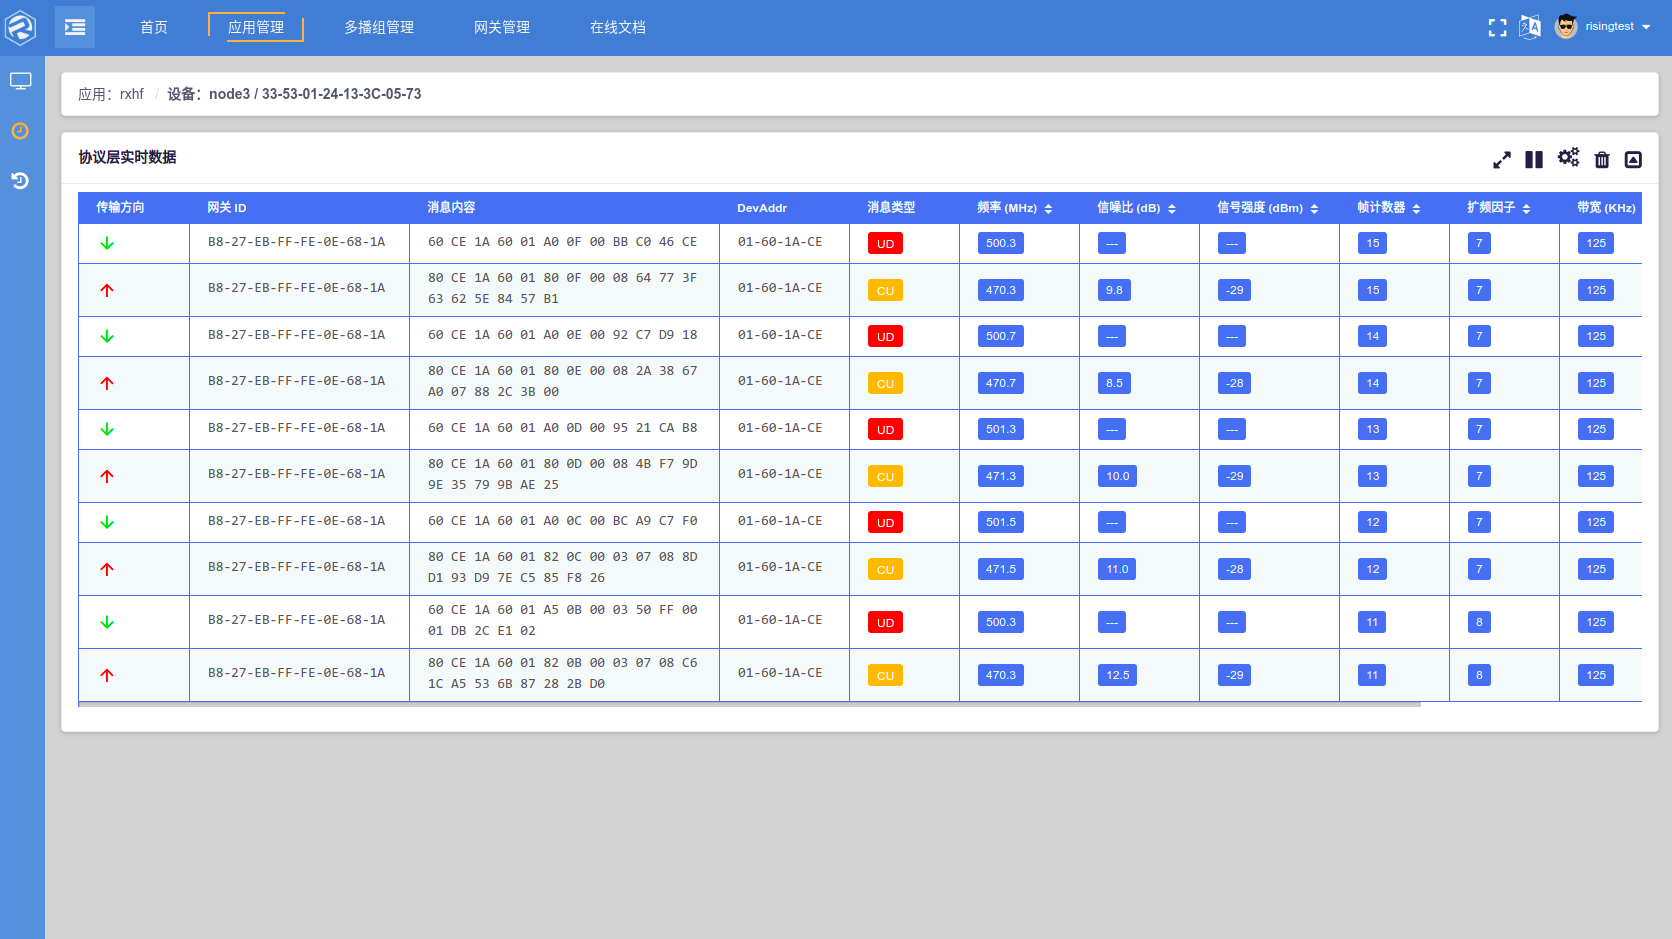 首页 应用管理 多播组管理 网关管理 在线文档 risingtest
应用：rxhf / 设备：node3 / 33-53-01-24-13-3C-05-73
协议层实时数据
传输方向 网关 ID 消息内容 DevAddr 消息类型 频率 (MHz) 信噪比 (dB) 信号强度 (dBm) 帧计数器 扩频因子 带宽 (KHz)
B8-27-EB-FF-FE-0E-68-1A 60 CE 1A 60 01 A0 0F 00 BB C0 46 CE 01-60-1A-CE UD 500.3 --- --- 15 7 125
B8-27-EB-FF-FE-0E-68-1A 80 CE 1A 60 01 80 0F 00 08 64 77 3F 01-60-1A-CE CU 470.3 9.8 -29 15 7 125
63 62 5E 84 57 B1
B8-27-EB-FF-FE-0E-68-1A 60 CE 1A 60 01 A0 0E 00 92 C7 D9 18 01-60-1A-CE UD 500.7 --- --- 14 7 125
B8-27-EB-FF-FE-0E-68-1A 80 CE 1A 60 01 80 0E 00 08 2A 38 67 01-60-1A-CE CU 470.7 8.5 -28 14 7 125
A0 07 88 2C 3B 00
B8-27-EB-FF-FE-0E-68-1A 60 CE 1A 60 01 A0 0D 00 95 21 CA B8 01-60-1A-CE UD 501.3 --- --- 13 7 125
B8-27-EB-FF-FE-0E-68-1A 80 CE 1A 60 01 80 0D 00 08 4B F7 9D 01-60-1A-CE CU 471.3 10.0 -29 13 7 125
9E 35 79 9B AE 25
B8-27-EB-FF-FE-0E-68-1A 60 CE 1A 60 01 A0 0C 00 BC A9 C7 F0 01-60-1A-CE UD 501.5 --- --- 12 7 125
B8-27-EB-FF-FE-0E-68-1A 80 CE 1A 60 01 82 0C 00 03 07 08 8D 01-60-1A-CE CU 471.5 11.0 -28 12 7 125
D1 93 D9 7E C5 85 F8 26
B8-27-EB-FF-FE-0E-68-1A 60 CE 1A 60 01 A5 0B 00 03 50 FF 00 01-60-1A-CE UD 500.3 --- --- 11 8 125
01 DB 2C E1 02
B8-27-EB-FF-FE-0E-68-1A 80 CE 1A 60 01 82 0B 00 03 07 08 C6 01-60-1A-CE CU 470.3 12.5 -29 11 8 125
1C A5 53 6B 87 28 2B D0